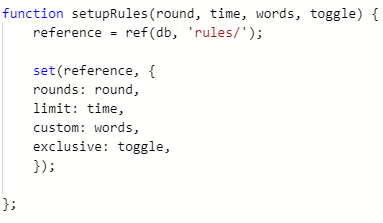 function setupRules(round, time, words, toggle) {
    reference = ref(db, 'rules/');

    set(reference, {
    rounds: round,
    limit: time,
    custom: words,
    exclusive: toggle,
    });

};